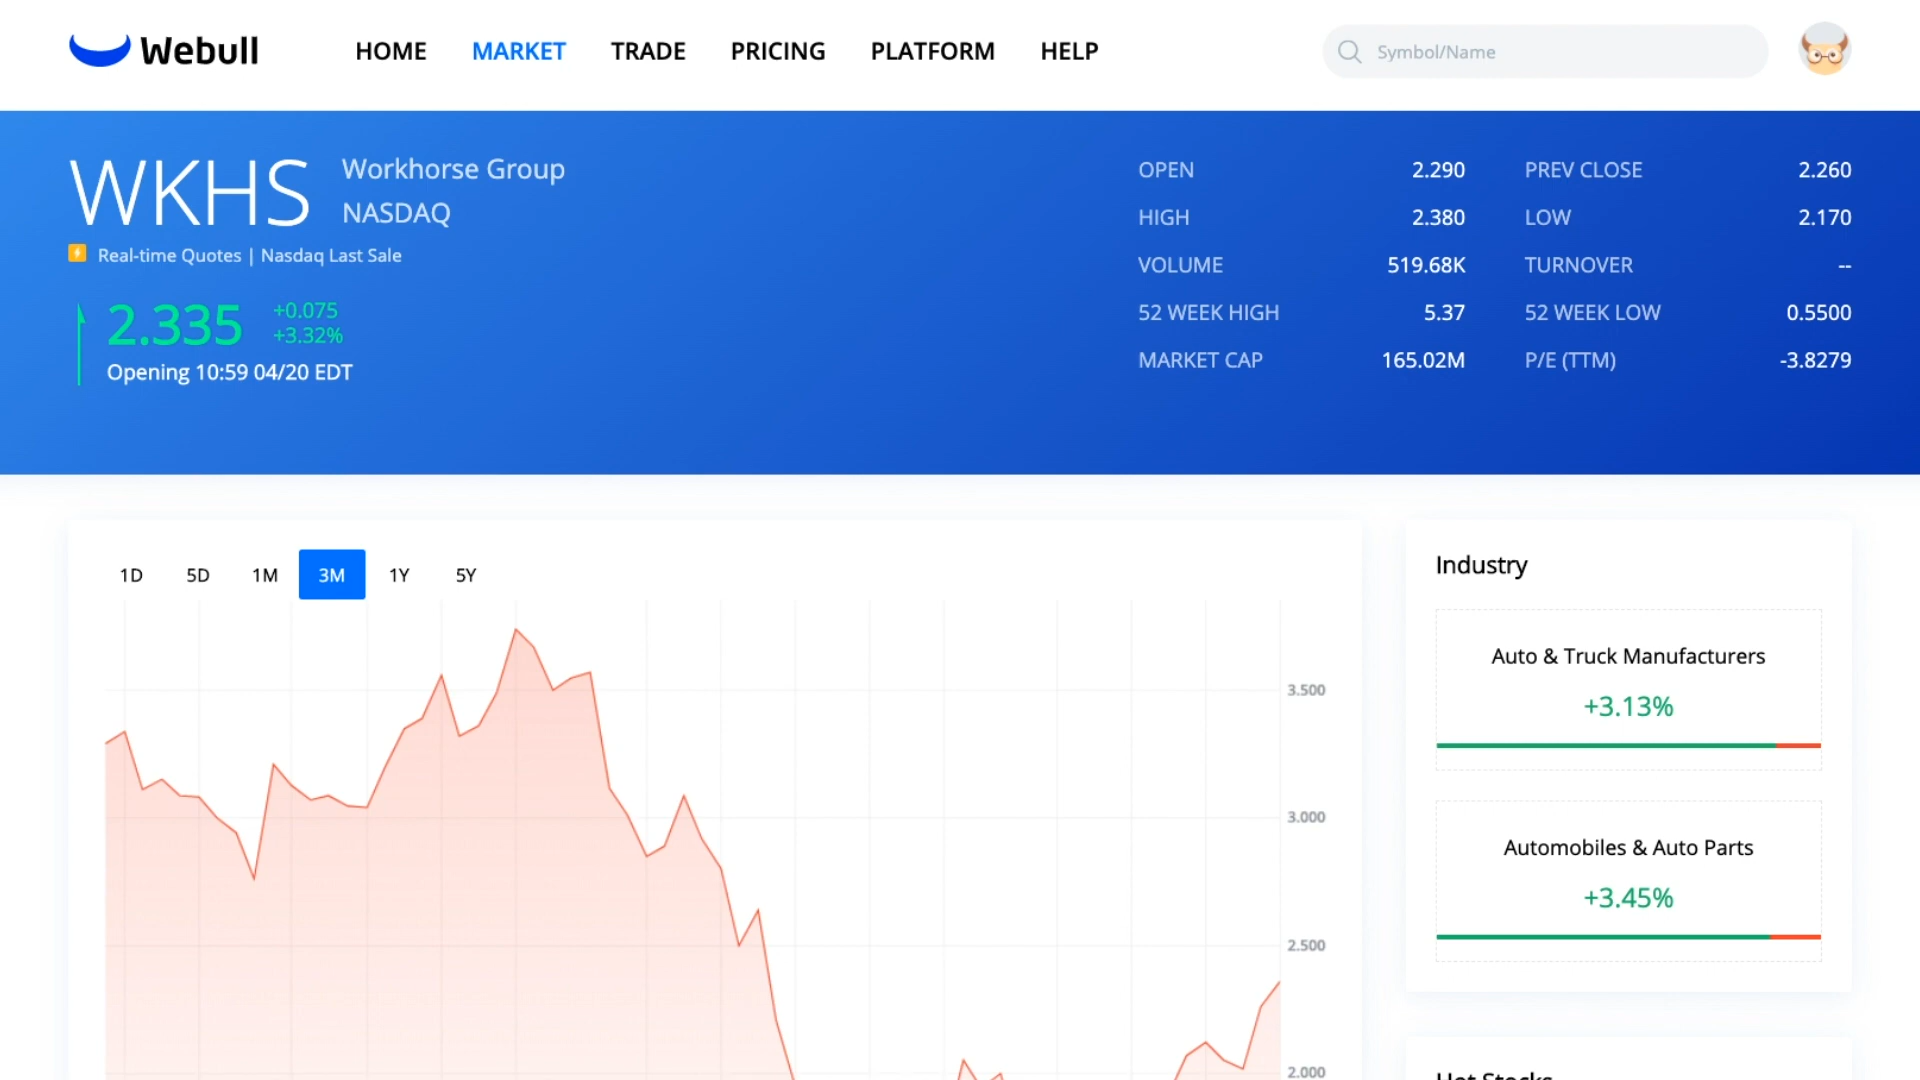 Webull
HOME MARKET TRADE PRICING PLATFORM HELP
Symbol/Name
WKHS
Workhorse Group
NASDAQ
Real-time Quotes | Nasdaq Last Sale
2.335
+0.075
+3.32%
Opening 10:59 04/20 EDT
OPEN 2.290 PREV CLOSE 2.260
HIGH 2.380 LOW 2.170
VOLUME 519.68K TURNOVER --
52 WEEK HIGH 5.37 52 WEEK LOW 0.5500
MARKET CAP 165.02M P/E (TTM) -3.8279
1D 5D 1M 3M 1Y 5Y
3.500
3.000
2.500
2.000
Industry
Auto & Truck Manufacturers
+3.13%
Automobiles & Auto Parts
+3.45%
Hot Stocks